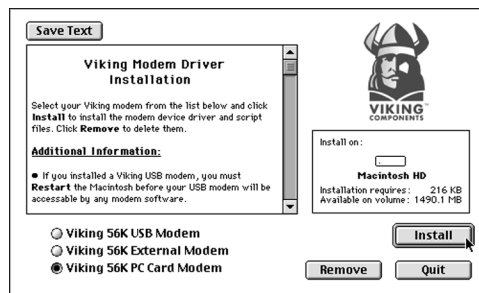 Save Text
Viking Modem Driver
Installation
Select your Viking modem from the list below and click
Install to install the modem device driver and script
files. Click Remove to delete them.
Additional Information:
● If you installed a Viking USB modem, you must
Restart the Macintosh before your USB modem will be
accessable by any modem software.
Viking 56K USB Modem
Viking 56K External Modem
Viking 56K PC Card Modem
VIKING™
COMPONENTS
Install on:
Macintosh HD
Installation requires: 216 KB
Available on volume: 1490.1 MB
Install
Remove
Quit